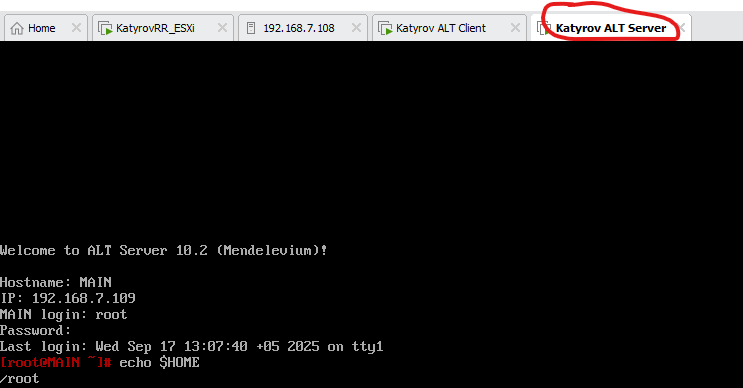 Home KatyrovRR_ESXi 192.168.7.108 Katyrov ALT Client Katyrov ALT Server
Welcome to ALT Server 10.2 (Mendelevium)!
Hostname: MAIN
IP: 192.168.7.109
MAIN login: root
Password:
Last login: Wed Sep 17 13:07:40 +05 2025 on tty1
[root@MAIN ~]# echo $HOME
/root